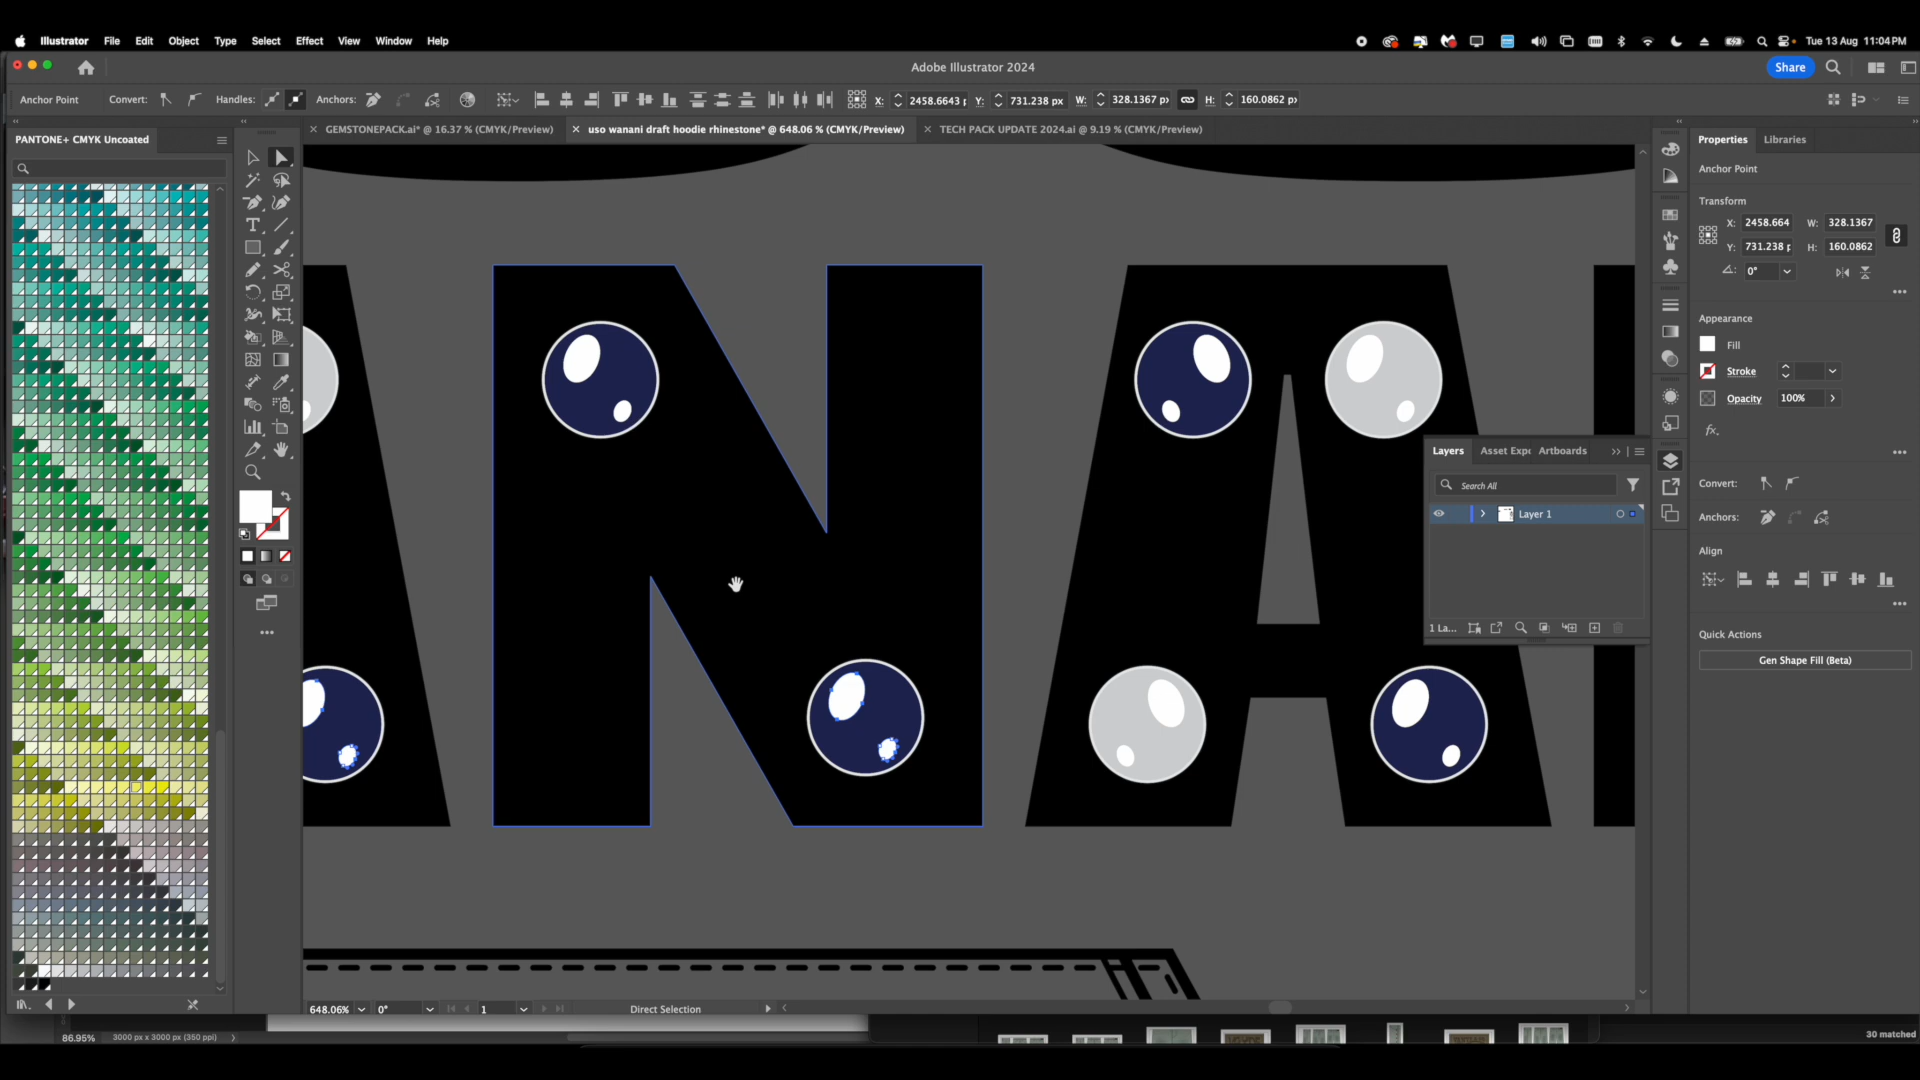 Illustrator File Edit Object Type Select Effect View Window Help
Tue 13 Aug 11:04 PM
Adobe Illustrator 2024
Share
Anchor Point Convert: Handles: Anchors: X: 2458.6643 Y: 731.238 px W: 328.1367 H: 160.0862
PANTONE+ CMYK Uncoated
GEMSTONEPACK.ai* @ 16.37 % (CMYK/Preview)
uso wanani draft hoodie rhinestone* @ 648.06 % (CMYK/Preview)
TECH PACK UPDATE 2024.ai @ 9.19 % (CMYK/Preview)
Properties Libraries
Anchor Point
Transform
X: 2458.664 W: 328.1367
Y: 731.238 H: 160.0862
0°
Appearance
Fill
Stroke
Opacity 100%
fx.
NA
Layers Asset Expo Artboards
Search All
Layer 1
1 La...
Convert:
Anchors:
Align
Quick Actions
Gen Shape Fill (Beta)
648.06% 0° 1 Direct Selection
86.95% 3000 px x 3000 px (350 ppi)
30 matched